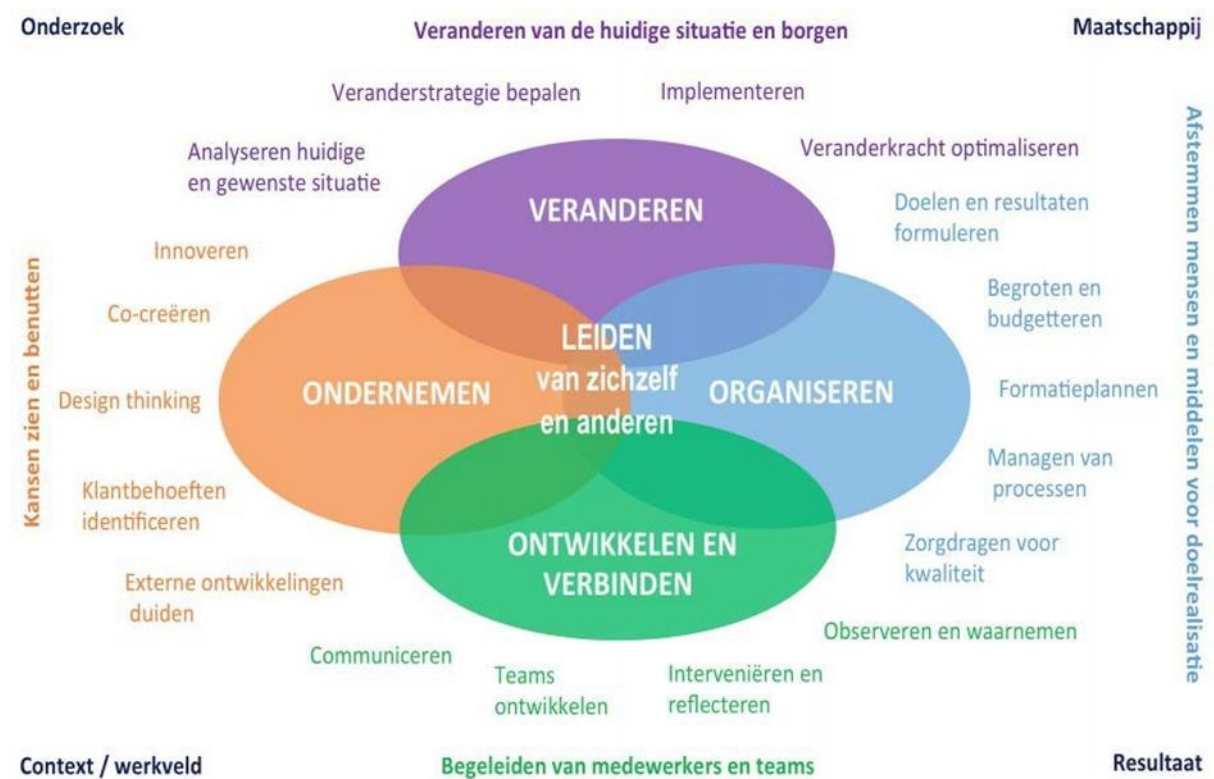 Onderzoek
Veranderen van de huidige situatie en borgen
Maatschappij
Veranderstrategie bepalen
Implementeren
Analyseren huidige
en gewenste situatie
Veranderkracht optimaliseren
VERANDEREN
Doelen en resultaten
formuleren
Innoveren
Begroten en
budgetteren
Co-creëren
Kansen zien en benutten
Afstemmen mensen en middelen voor doelrealisatie
LEIDEN
van zichzelf
en anderen
ONDERNEMEN
ORGANISEREN
Design thinking
Formatieplannen
Klantbehoeften
identificeren
Managen van
processen
ONTWIKKELEN EN
VERBINDEN
Zorgdragen voor
kwaliteit
Externe ontwikkelingen
duiden
Observeren en waarnemen
Communiceren
Teams
ontwikkelen
Interveniëren en
reflecteren
Context / werkveld
Begeleiden van medewerkers en teams
Resultaat